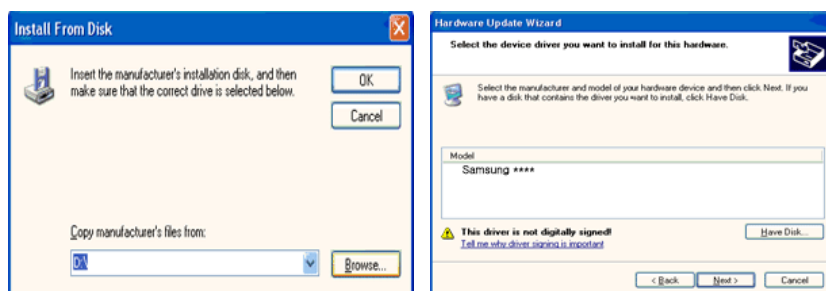 Install From Disk
Insert the manufacturer's installation disk, and then
make sure that the correct drive is selected below.
OK
Cancel
Copy manufacturer's files from:
D:\
Browse...
Hardware Update Wizard
Select the device driver you want to install for this hardware.
Select the manufacturer and model of your hardware device and then click Next. If you
have a disk that contains the driver you want to install, click Have Disk.
Model
Samsung ****
This driver is not digitally signed!
Tell me why driver signing is important
Have Disk...
< Back
Next >
Cancel